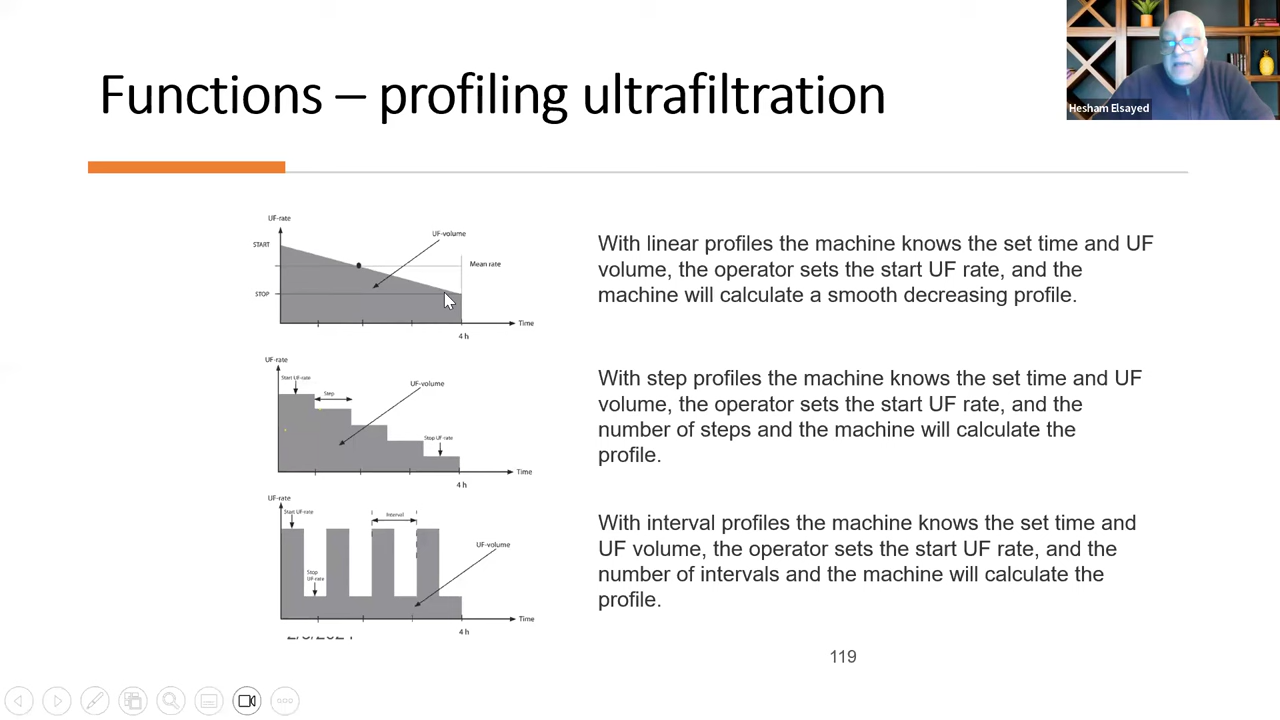 Functions – profiling ultrafiltration
Hesham Elsayed
UF-rate
START
UF-volume
Mean rate
STOP
Time
4 h
With linear profiles the machine knows the set time and UF
volume, the operator sets the start UF rate, and the
machine will calculate a smooth decreasing profile.
UF-rate
Start UF-rate
Step
UF-volume
Stop UF-rate
Time
4 h
With step profiles the machine knows the set time and UF
volume, the operator sets the start UF rate, and the
number of steps and the machine will calculate the
profile.
UF-rate
Start UF-rate
Interval
UF-volume
Stop
UF-rate
Time
4 h
With interval profiles the machine knows the set time and
UF volume, the operator sets the start UF rate, and the
number of intervals and the machine will calculate the
profile.
119